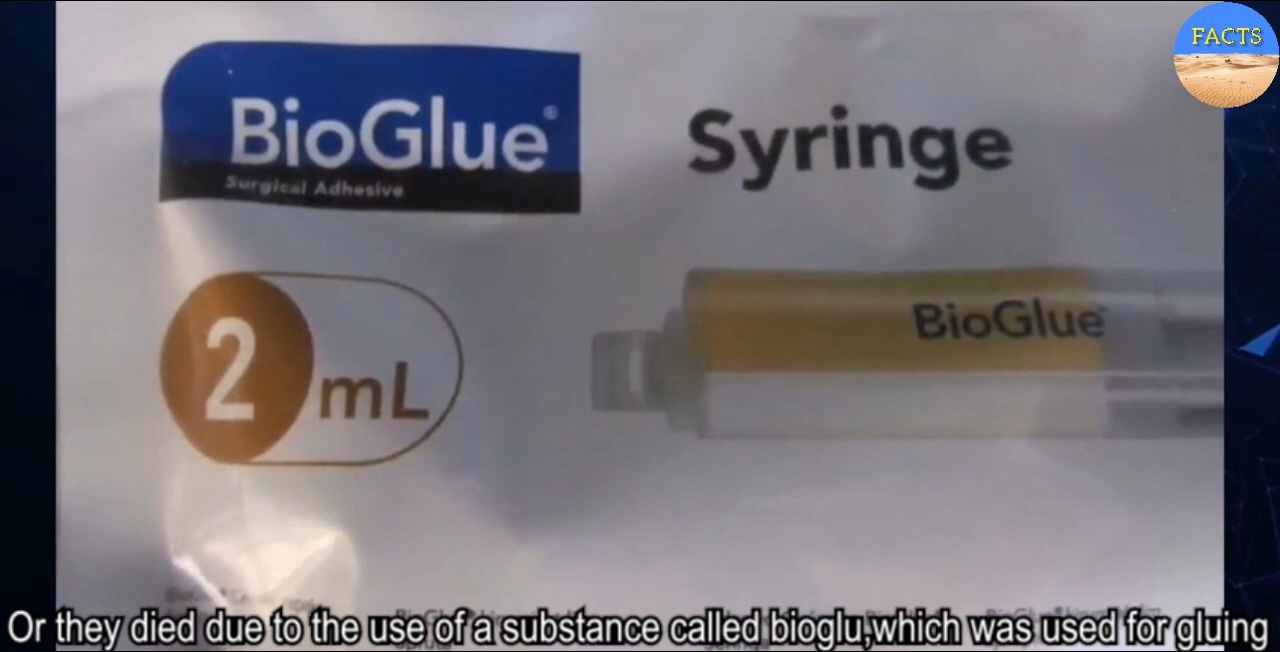 FACTS
BioGlue®
Surgical Adhesive
Syringe
2 mL
BioGlue
Or they died due to the use of a substance called bioglu,which was used for gluing